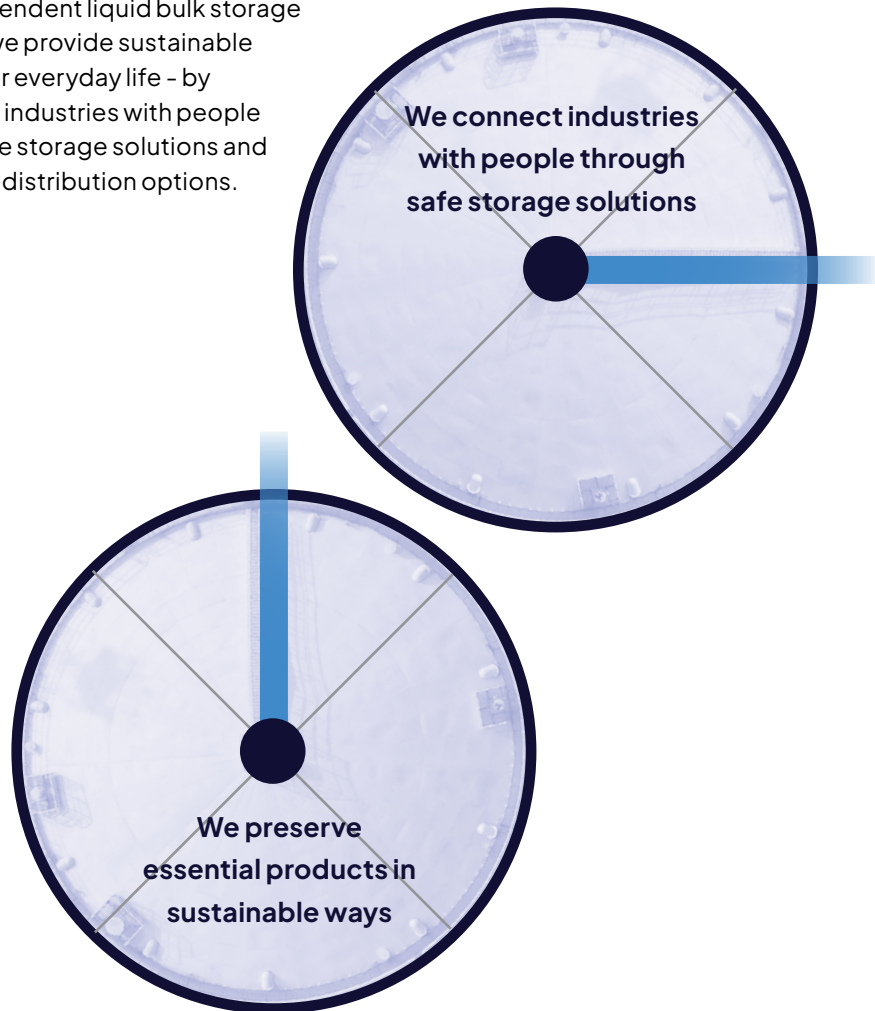 endent liquid bulk storage
ve provide sustainable
r everyday life - by
industries with people
e storage solutions and
distribution options.
We connect industries
with people through
safe storage solutions
We preserve
essential products in
sustainable ways